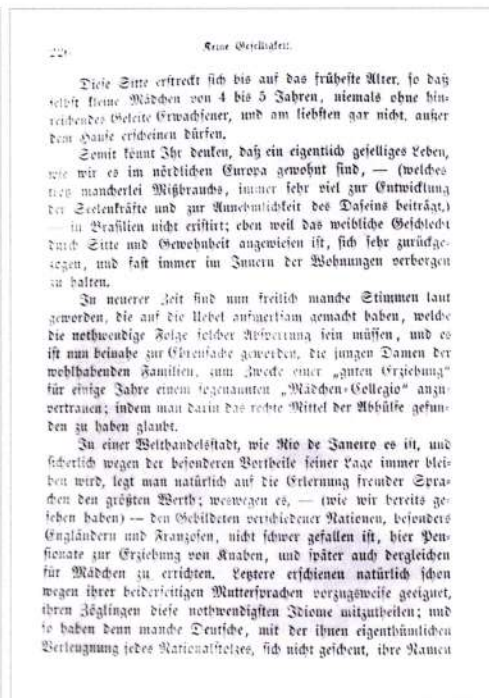 Keine Geselligkeit.
Diese Sitte erstreckt sich bis auf das früheste Alter, so daß
selbst kleine Mädchen von 4 bis 5 Jahren, niemals ohne hin-
reichendes Geleite Erwachsener, und am liebsten gar nicht, außer
dem Hause erscheinen dürfen.
Somit könnt Ihr denken, daß ein eigentlich geselliges Leben,
wie wir es im nördlichen Europa gewohnt sind, — (welches
trotz mancherlei Mißbrauchs, immer sehr viel zur Entwicklung
der Seelenkräfte und zur Annehmlichkeit des Daseins beiträgt.)
— in Brasilien nicht existirt; eben weil das weibliche Geschlecht
durch Sitte und Gewohnheit angewiesen ist, sich sehr zurückge-
zogen, und fast immer im Innern der Wohnungen verborgen
zu halten.
In neuerer Zeit sind nun freilich manche Stimmen laut
geworden, die auf die Uebel aufmerksam gemacht haben, welche
die nothwendige Folge solcher Absperrung sein müssen, und es
ist nun beinahe zur Ehrensache geworden, die jungen Damen der
wohlhabenden Familien, zum Zwecke einer „guten Erziehung“
für einige Jahre einem sogenannten „Mädchen-Collegio“ anzu-
vertrauen; indem man darin das rechte Mittel der Abhülfe gefun-
den zu haben glaubt.
In einer Welthandelsstadt, wie Rio de Janeiro es ist, und
sicherlich wegen der besonderen Vortheile seiner Lage immer blei-
ben wird, legt man natürlich auf die Erlernung fremder Spra-
chen den größten Werth; weswegen es, — (wie wir bereits ge-
sehen haben) — den Gebildeten verschiedener Nationen, besonders
Engländern und Franzosen, nicht schwer gefallen ist, hier Pen-
sionate zur Erziehung von Knaben, und später auch dergleichen
für Mädchen zu errichten. Letztere erschienen natürlich schon
wegen ihrer beiderseitigen Muttersprachen vorzugsweise geeignet,
ihren Zöglingen diese nothwendigsten Idiome mitzutheilen; und
so haben denn manche Deutsche, mit der ihnen eigenthümlichen
Verleugnung jedes Nationalstolzes, sich nicht gescheut, ihre Namen